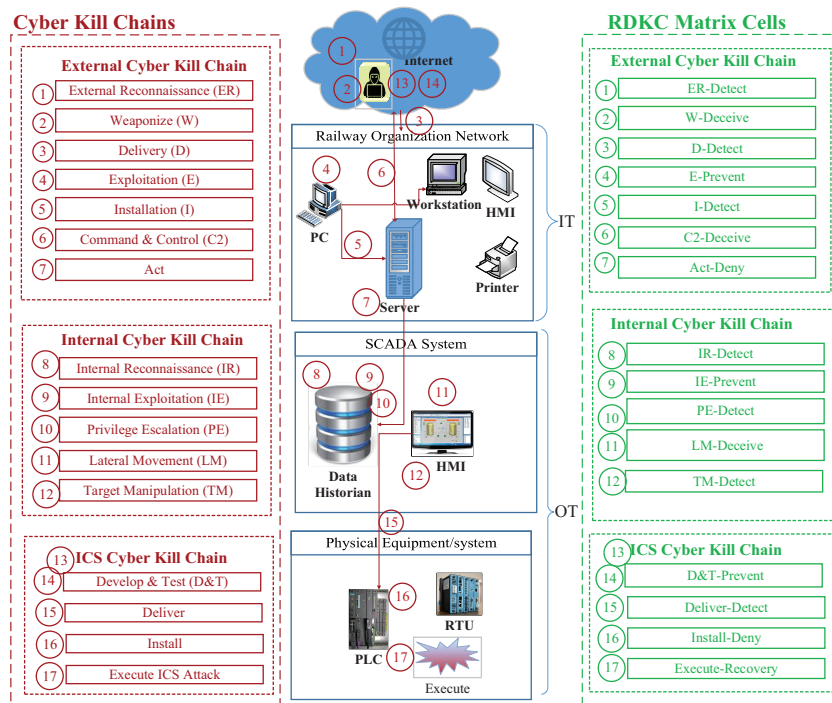 Cyber Kill Chains
External Cyber Kill Chain
1 External Reconnaissance (ER)
2 Weaponize (W)
3 Delivery (D)
4 Exploitation (E)
5 Installation (I)
6 Command & Control (C2)
7 Act
Internal Cyber Kill Chain
8 Internal Reconnaissance (IR)
9 Internal Exploitation (IE)
10 Privilege Escalation (PE)
11 Lateral Movement (LM)
12 Target Manipulation (TM)
13 ICS Cyber Kill Chain
14 Develop & Test (D&T)
15 Deliver
16 Install
17 Execute ICS Attack
1 Internet
2 13 14
3
Railway Organization Network
4
6
Workstation
HMI
PC
5
Printer
7 Server
IT
SCADA System
8 9
10
11
12
Data
Historian
HMI
OT
15
Physical Equipment/system
16
RTU
PLC
17
Execute
RDKC Matrix Cells
External Cyber Kill Chain
1 ER-Detect
2 W-Deceive
3 D-Detect
4 E-Prevent
5 I-Detect
6 C2-Deceive
7 Act-Deny
Internal Cyber Kill Chain
8 IR-Detect
9 IE-Prevent
10 PE-Detect
11 LM-Deceive
12 TM-Detect
13 ICS Cyber Kill Chain
14 D&T-Prevent
15 Deliver-Detect
16 Install-Deny
17 Execute-Recovery